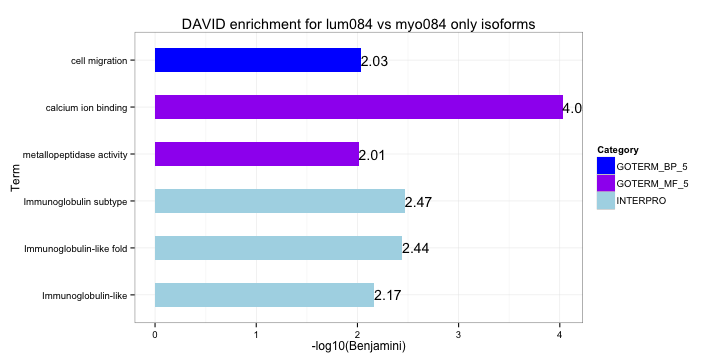 DAVID enrichment for lum084 vs myo084 only isoforms
cell migration
2.03
calcium ion binding
4.0
metallopeptidase activity
2.01
Immunoglobulin subtype
2.47
Immunoglobulin-like fold
2.44
Immunoglobulin-like
2.17
Term
0 1 2 3 4
-log10(Benjamini)
Category
GOTERM_BP_5
GOTERM_MF_5
INTERPRO